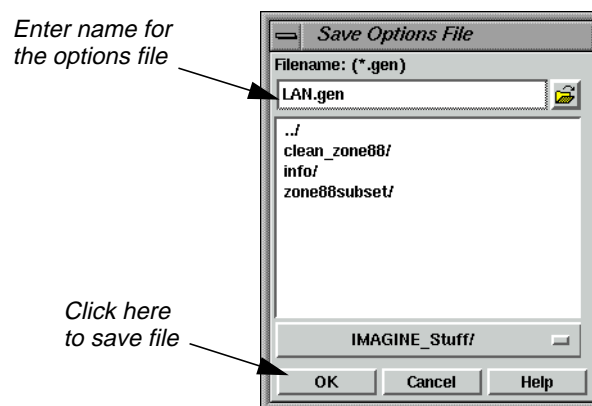 Enter name for
the options file
Save Options File
Filename: (*.gen)
LAN.gen
../
clean_zone88/
info/
zone88subset/
Click here
to save file
IMAGINE_Stuff/
OK Cancel Help